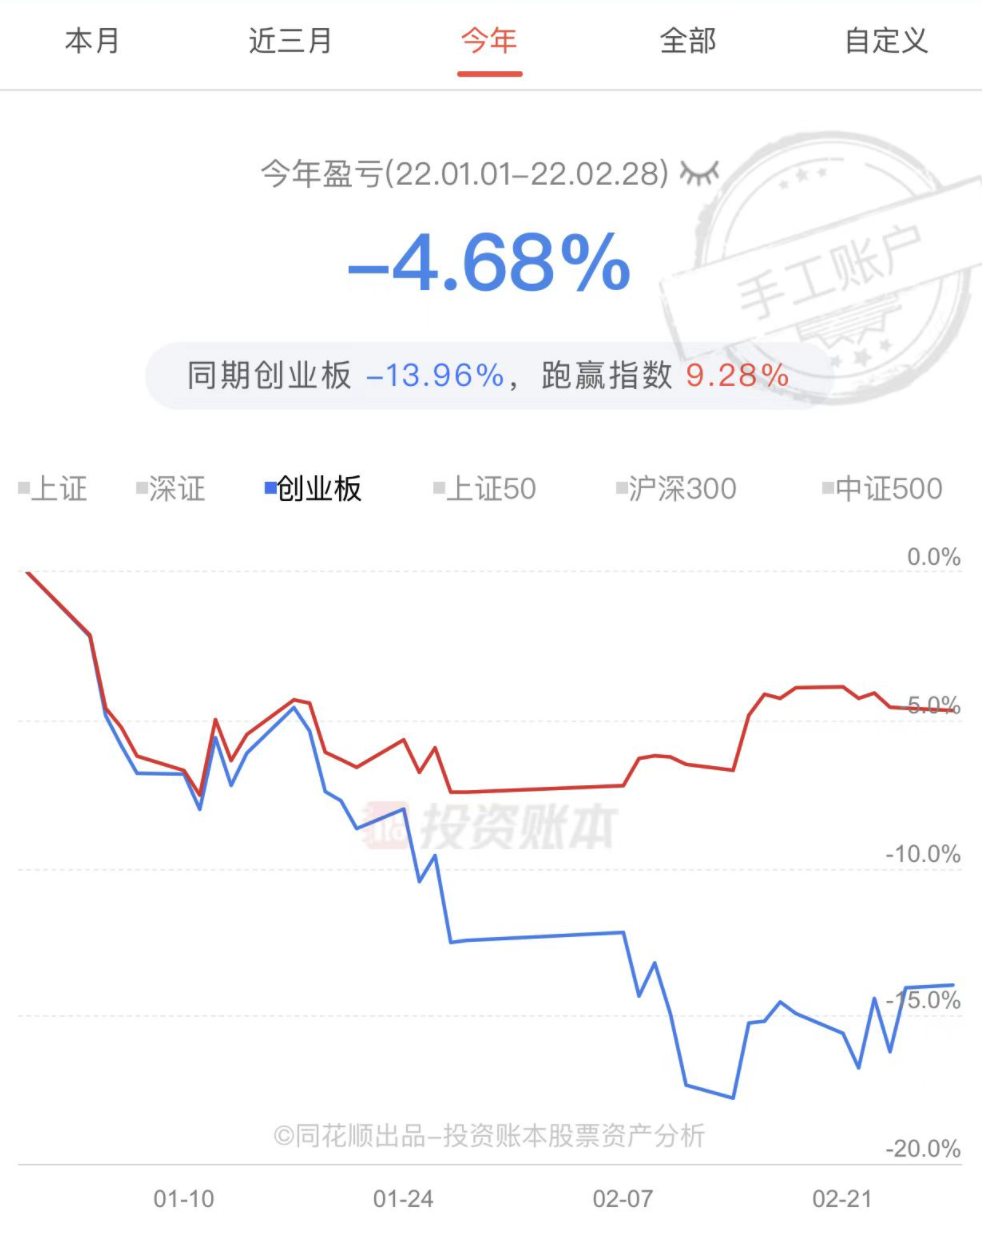 本月 近三月 今年 全部 自定义
今年盈亏(22.01.01-22.02.28)
手工账户
-4.68%
同期创业板 -13.96%，跑赢指数 9.28%
上证 深证 创业板 上证50 沪深300 中证500
0.0%
-5.0%
投资账本
-10.0%
-15.0%
©同花顺出品-投资账本股票资产分析
-20.0%
01-10 01-24 02-07 02-21